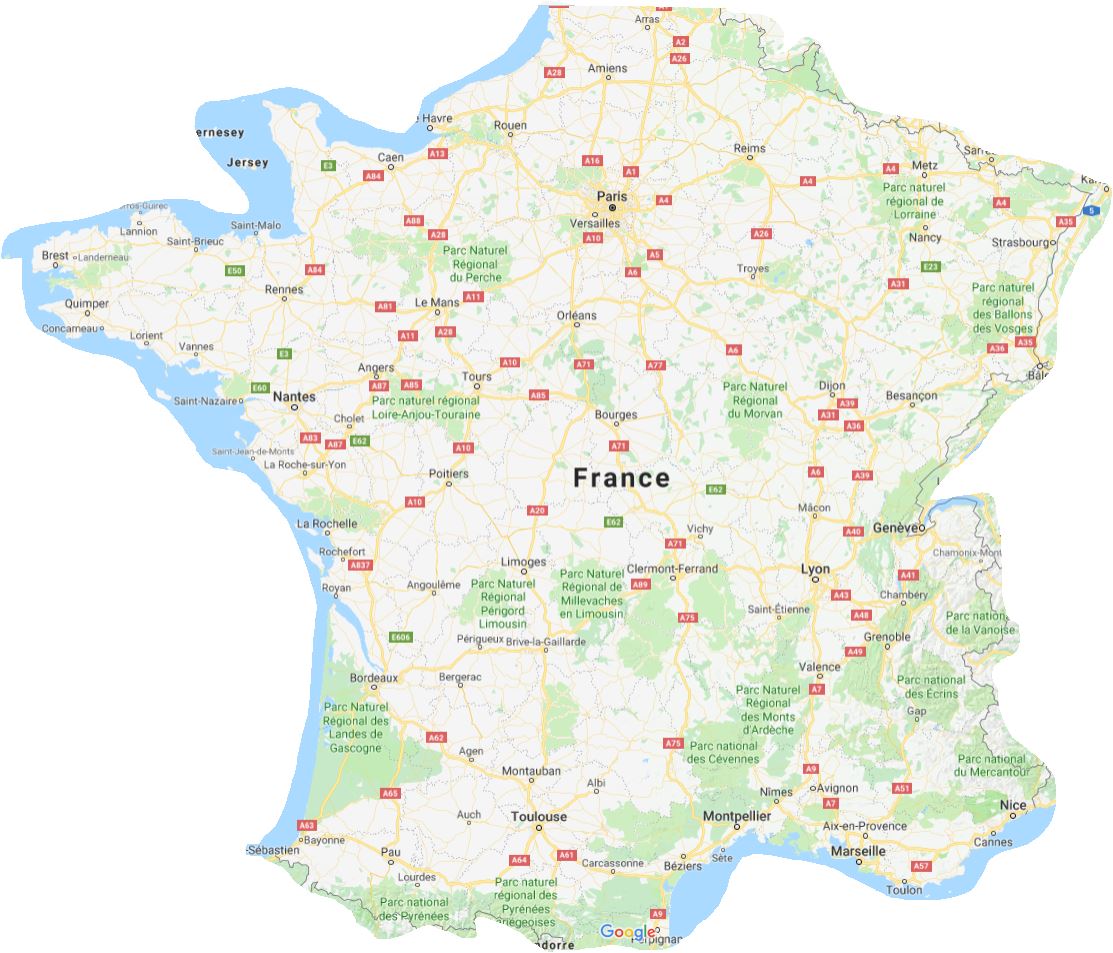 A1
Arras
A2
A26
A28
Amiens
Havre
Rouen
ernesey
Jersey
A13
Caen
E3
A84
A16
A1
Reims
A4
Metz
A4
Parc naturel
régional de
Lorraine
A4
5
A35
Paris
A4
Versailles
A10
A88
A28
Lannion
Saint-Malo
Saint-Brieuc
Brest
Landerneau
E50
A84
Parc Naturel
Régional
du Perche
A5
A6
A26
Troyes
Nancy
E23
Strasbourg
A31
Parc naturel
régional
des Ballons
des Vosges
A35
A36
Quimper
Concarneau
Rennes
Lorient
Vannes
A81
Le Mans
A11
A11
A28
Orléans
E3
A10
A71
A77
A6
Angers
A87
A85
Tours
A85
Parc naturel régional
Loire-Anjou-Touraine
E60
Saint-Nazaire
Nantes
Cholet
Bourges
Parc Naturel
Régional
du Morvan
Dijon
A39
A31
A36
Besançon
Bâle
A83
A87
E62
A10
A71
Saint-Jean-de-Monts
La Roche-sur-Yon
Poitiers
France
A6
A39
E62
A10
A20
E62
Mâcon
La Rochelle
Vichy
A40
Genève
Rochefort
A837
A71
Chamonix-Mont
Royan
Angoulême
Limoges
Clermont-Ferrand
A89
Lyon
A41
A43
Chambéry
Parc Naturel
Régional
Périgord
Limousin
Parc Naturel
Régional de
Millevaches
en Limousin
A75
Saint-Étienne
A48
Parc nation
de la Vanoise
E606
Périgueux
Brive-la-Gaillarde
Grenoble
A49
Bordeaux
Bergerac
Valence
A7
Parc national
des Écrins
Parc Naturel
Régional des
Landes de
Gascogne
Parc Naturel
Régional
des Monts
d'Ardèche
Gap
A62
Agen
A75
Parc national
des Cévennes
Parc national
du Mercantour
Montauban
Albi
A9
A65
Nîmes
Avignon
A7
A51
Nice
A63
Auch
Toulouse
Montpellier
Aix-en-Provence
Cannes
Sébastien
Bayonne
Pau
A64
A61
Carcassonne
Béziers
Sète
Marseille
A57
Toulon
Lourdes
Parc national
des Pyrénées
Parc naturel
régional des
Pyrénées
ariégeoises
A9
Google
Perpignan
ndorre